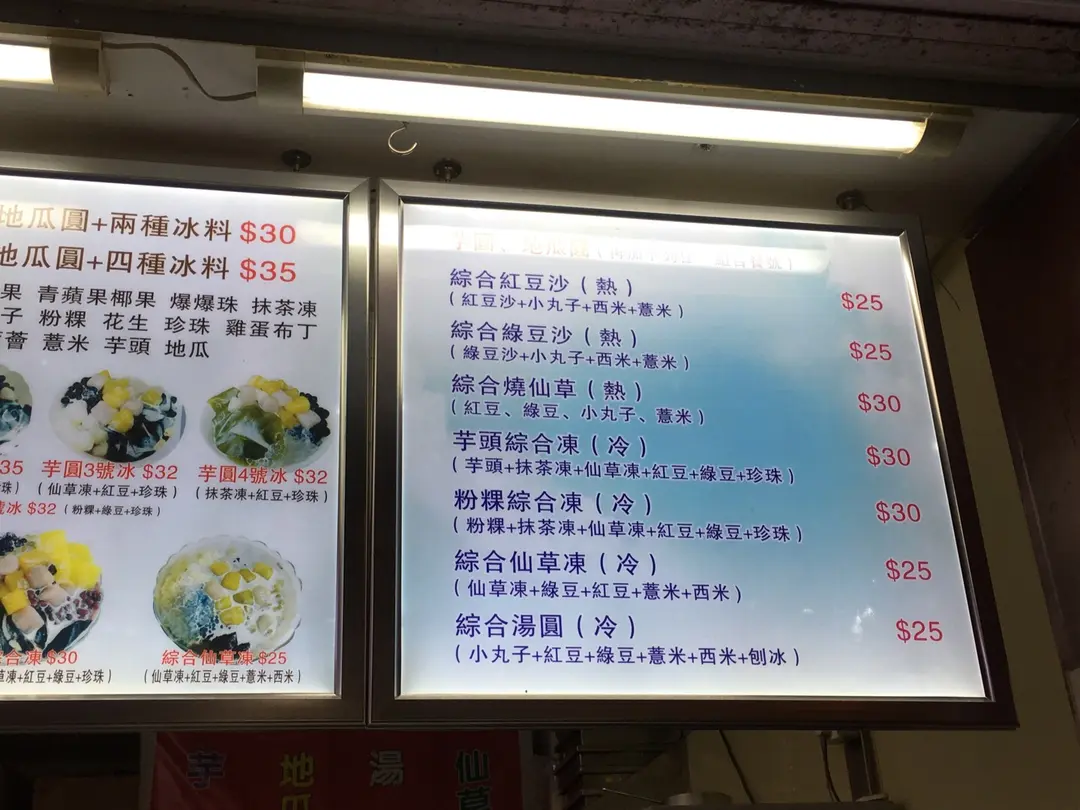 地瓜圓+兩種冰料 $30
地瓜圓+四種冰料 $35
果 青蘋果椰果 爆爆珠 抹茶凍
子 粉粿 花生 珍珠 雞蛋布丁
薈 薏米 芋頭 地瓜
35 芋圓3號冰 $32 芋圓4號冰 $32
珠) (仙草凍+紅豆+珍珠) (抹茶凍+紅豆+珍珠)
號冰 $32 (粉粿+綠豆+珍珠)
合凍 $30 綜合仙草凍 $25
草凍+紅豆+綠豆+珍珠) (仙草凍+紅豆+綠豆+薏米+西米)
芋圓、地瓜圓
綜合紅豆沙(熱) $25
(紅豆沙+小丸子+西米+薏米)
綜合綠豆沙(熱) $25
(綠豆沙+小丸子+西米+薏米)
綜合燒仙草(熱) $30
(紅豆、綠豆、小丸子、薏米)
芋頭綜合凍(冷) $30
(芋頭+抹茶凍+仙草凍+紅豆+綠豆+珍珠)
粉粿綜合凍(冷) $30
(粉粿+抹茶凍+仙草凍+紅豆+綠豆+珍珠)
綜合仙草凍(冷) $25
(仙草凍+綠豆+紅豆+薏米+西米)
綜合湯圓(冷) $25
(小丸子+紅豆+綠豆+薏米+西米+刨冰)
芋 地 湯 仙
草